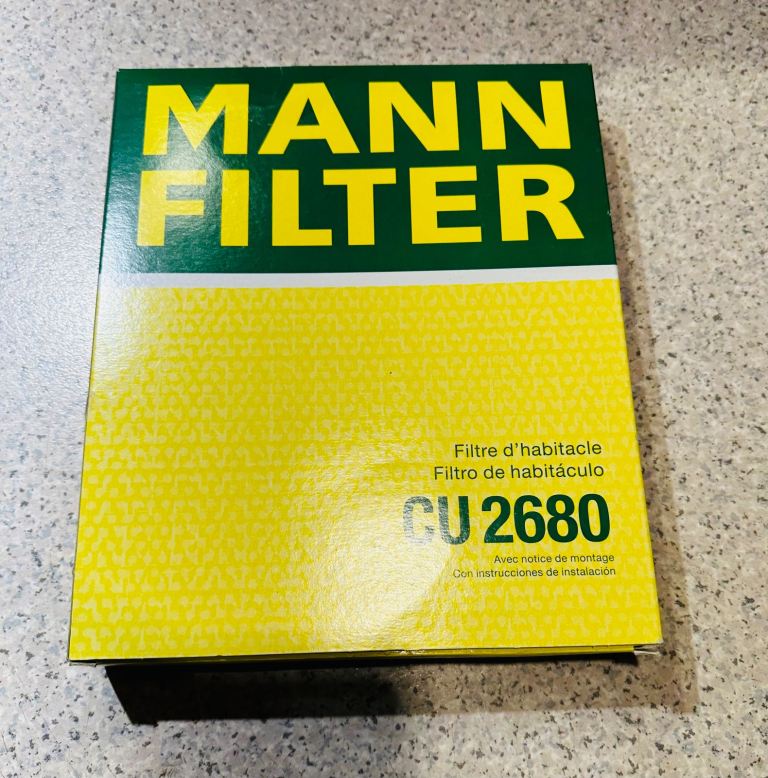 MANN
FILTER
Filtre d'habitacle
Filtro de habitáculo
CU 2680
Avec notice de montage
Con instrucciones de instalación